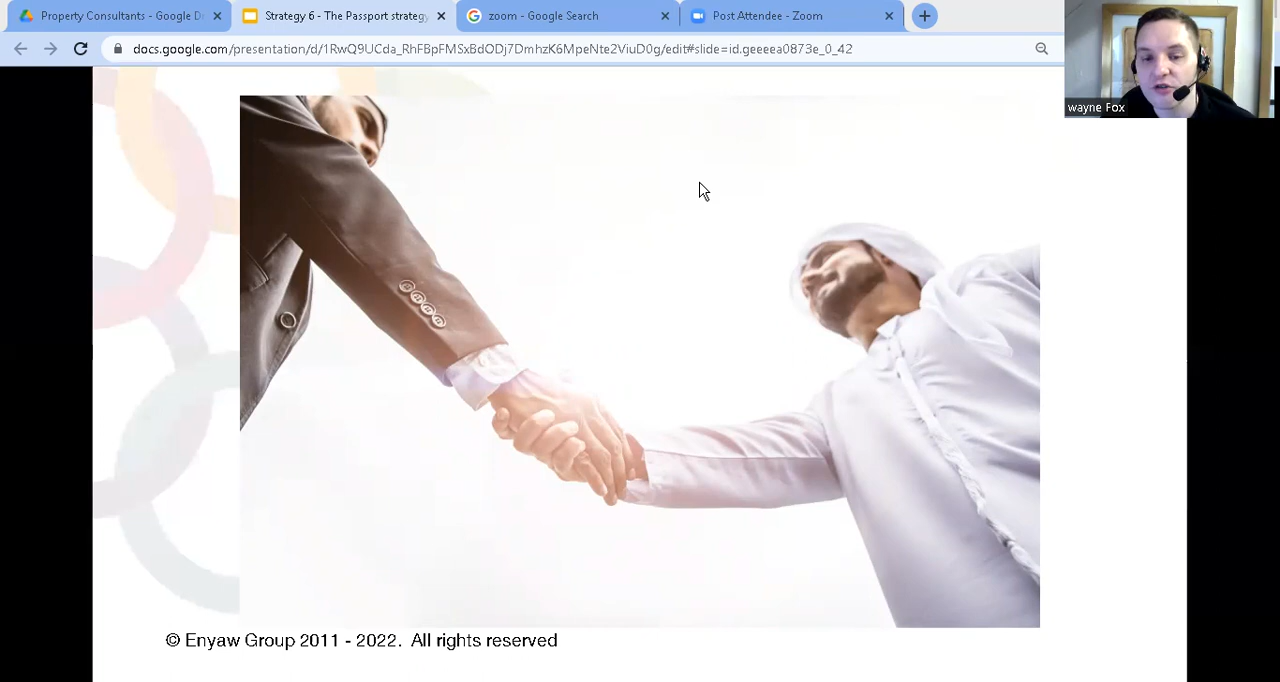 Property Consultants - Google Dr
Strategy 6 - The Passport strateg
zoom - Google Search
Post Attendee - Zoom
docs.google.com/presentation/d/1RwQ9UCda_RhFBpFMSxBdODj7DmhzK6MpeNte2ViuD0g/edit#slide=id.geeeea0873e_0_42
wayne Fox
© Enyaw Group 2011 - 2022. All rights reserved